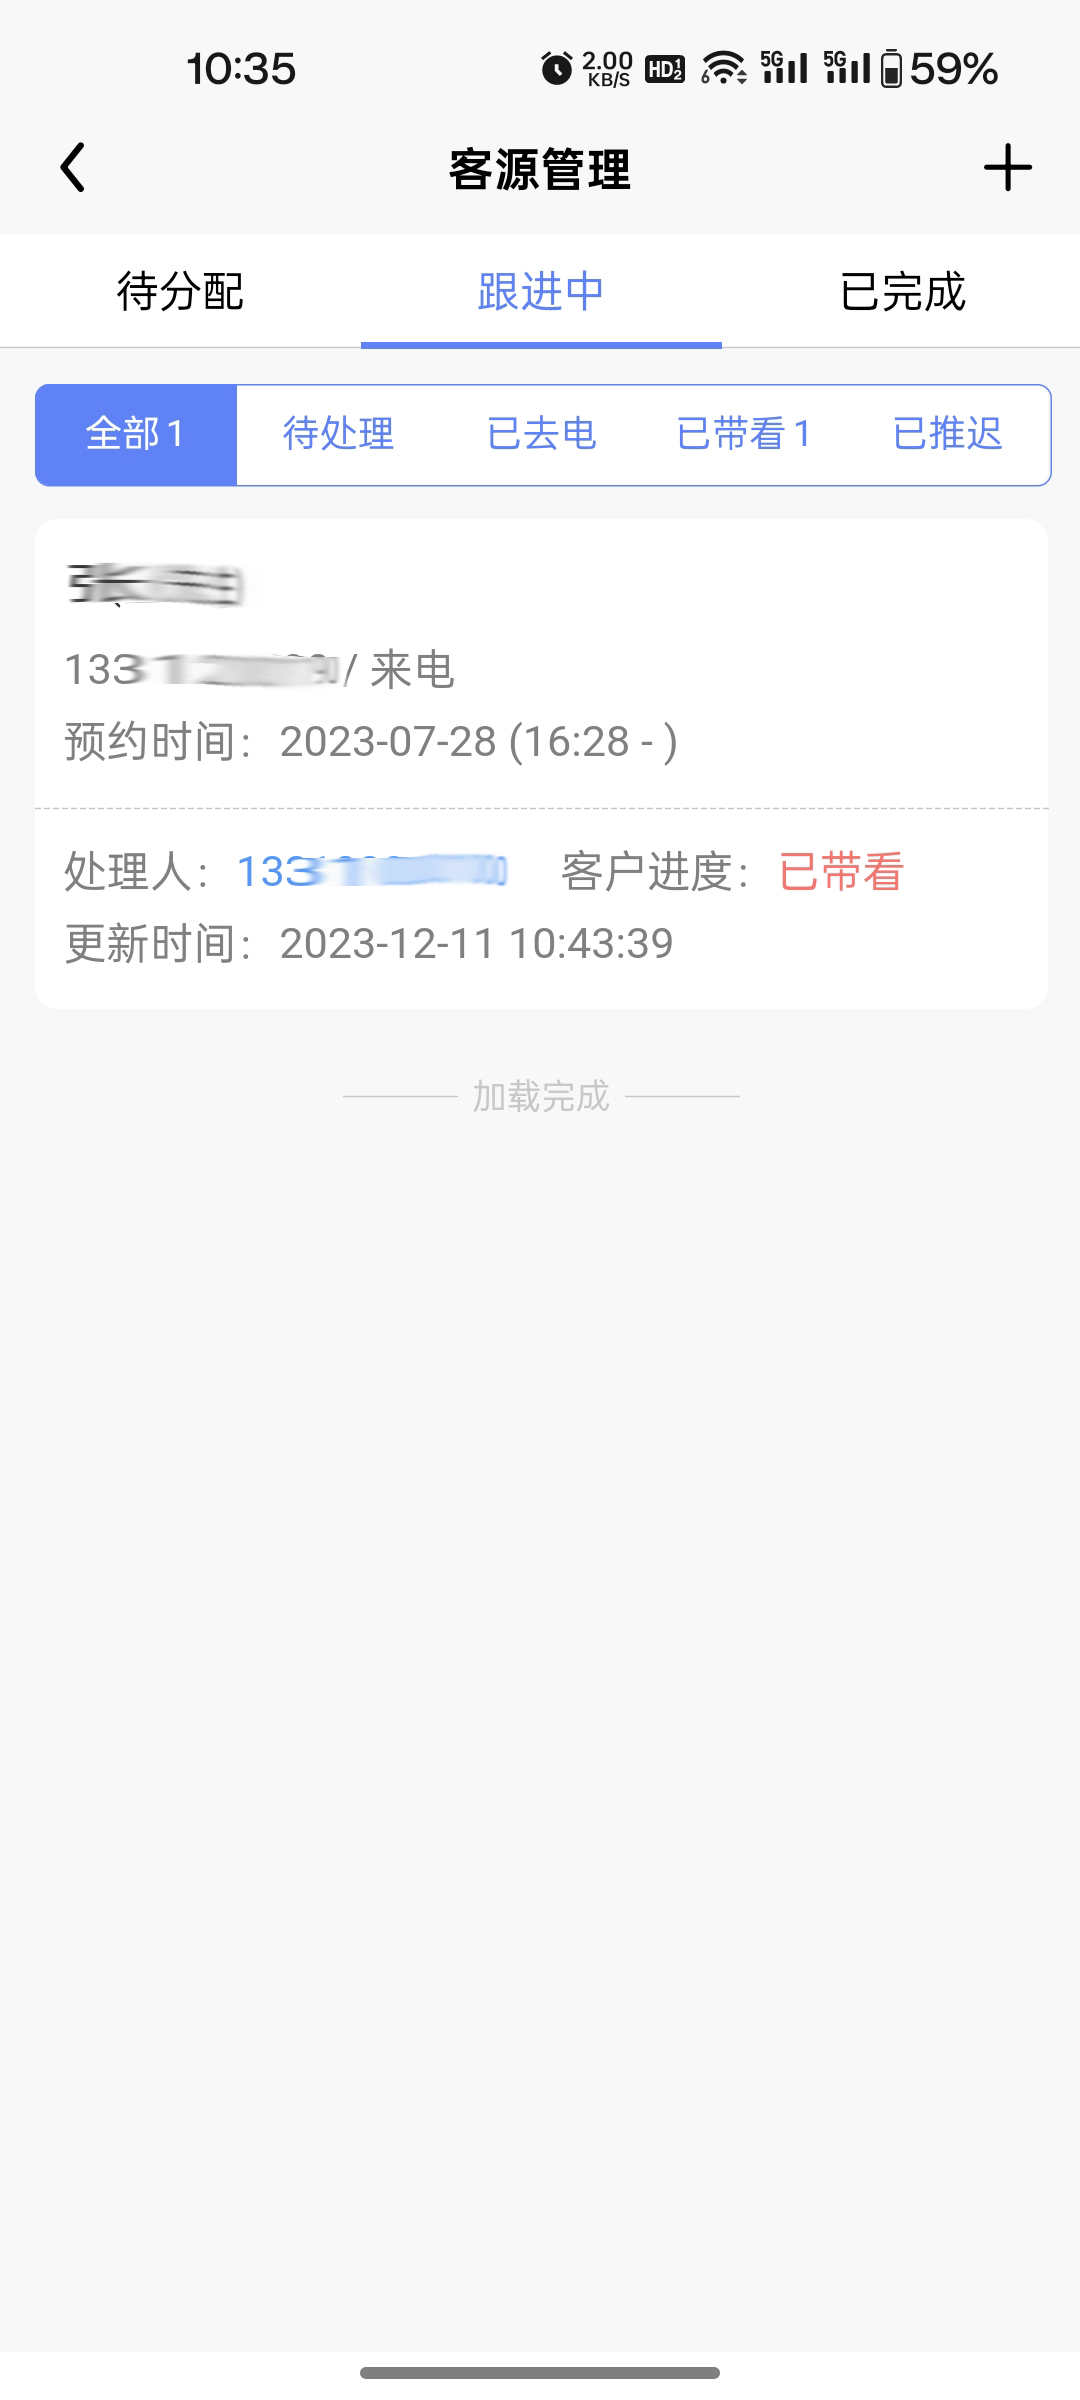 10:35 2.00 KB/S HD 1 2 6 5G 5G 59%
客源管理
待分配 跟进中 已完成
全部 1 待处理 已去电 已带看 1 已推迟
133 / 来电
预约时间： 2023-07-28 (16:28 - )
处理人： 133 客户进度： 已带看
更新时间： 2023-12-11 10:43:39
加载完成